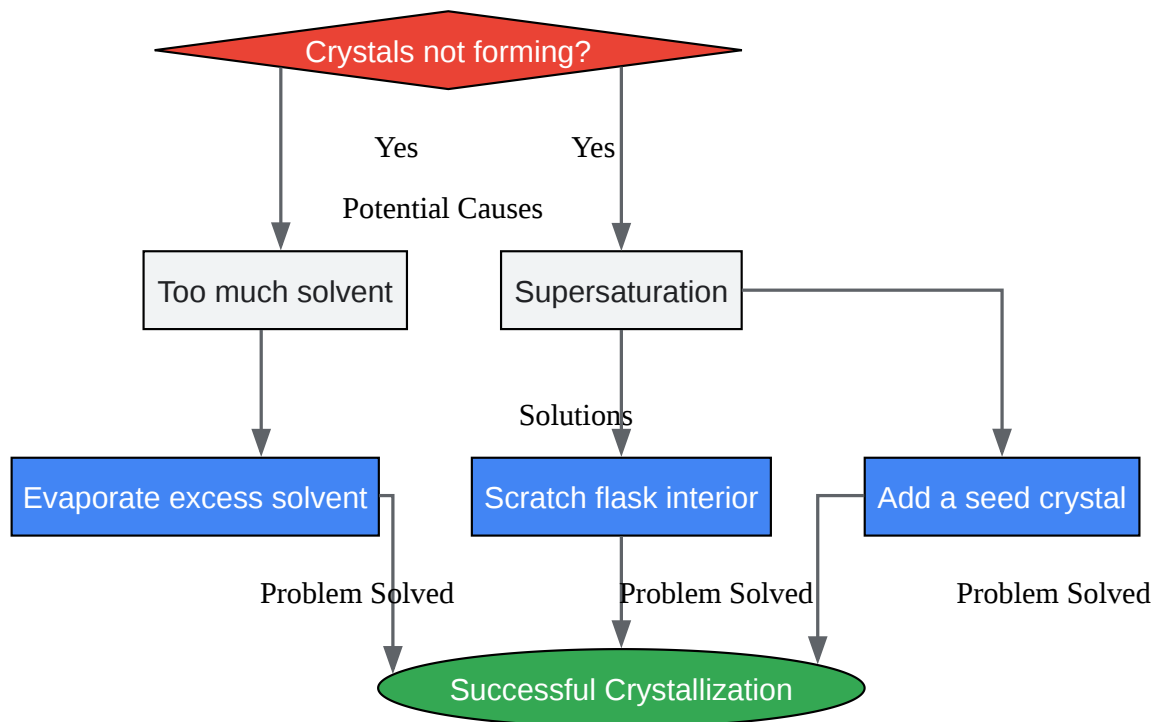 Crystals not forming?
Yes
Yes
Potential Causes
Too much solvent
Supersaturation
Solutions
Evaporate excess solvent
Scratch flask interior
Add a seed crystal
Problem Solved
Problem Solved
Problem Solved
Successful Crystallization